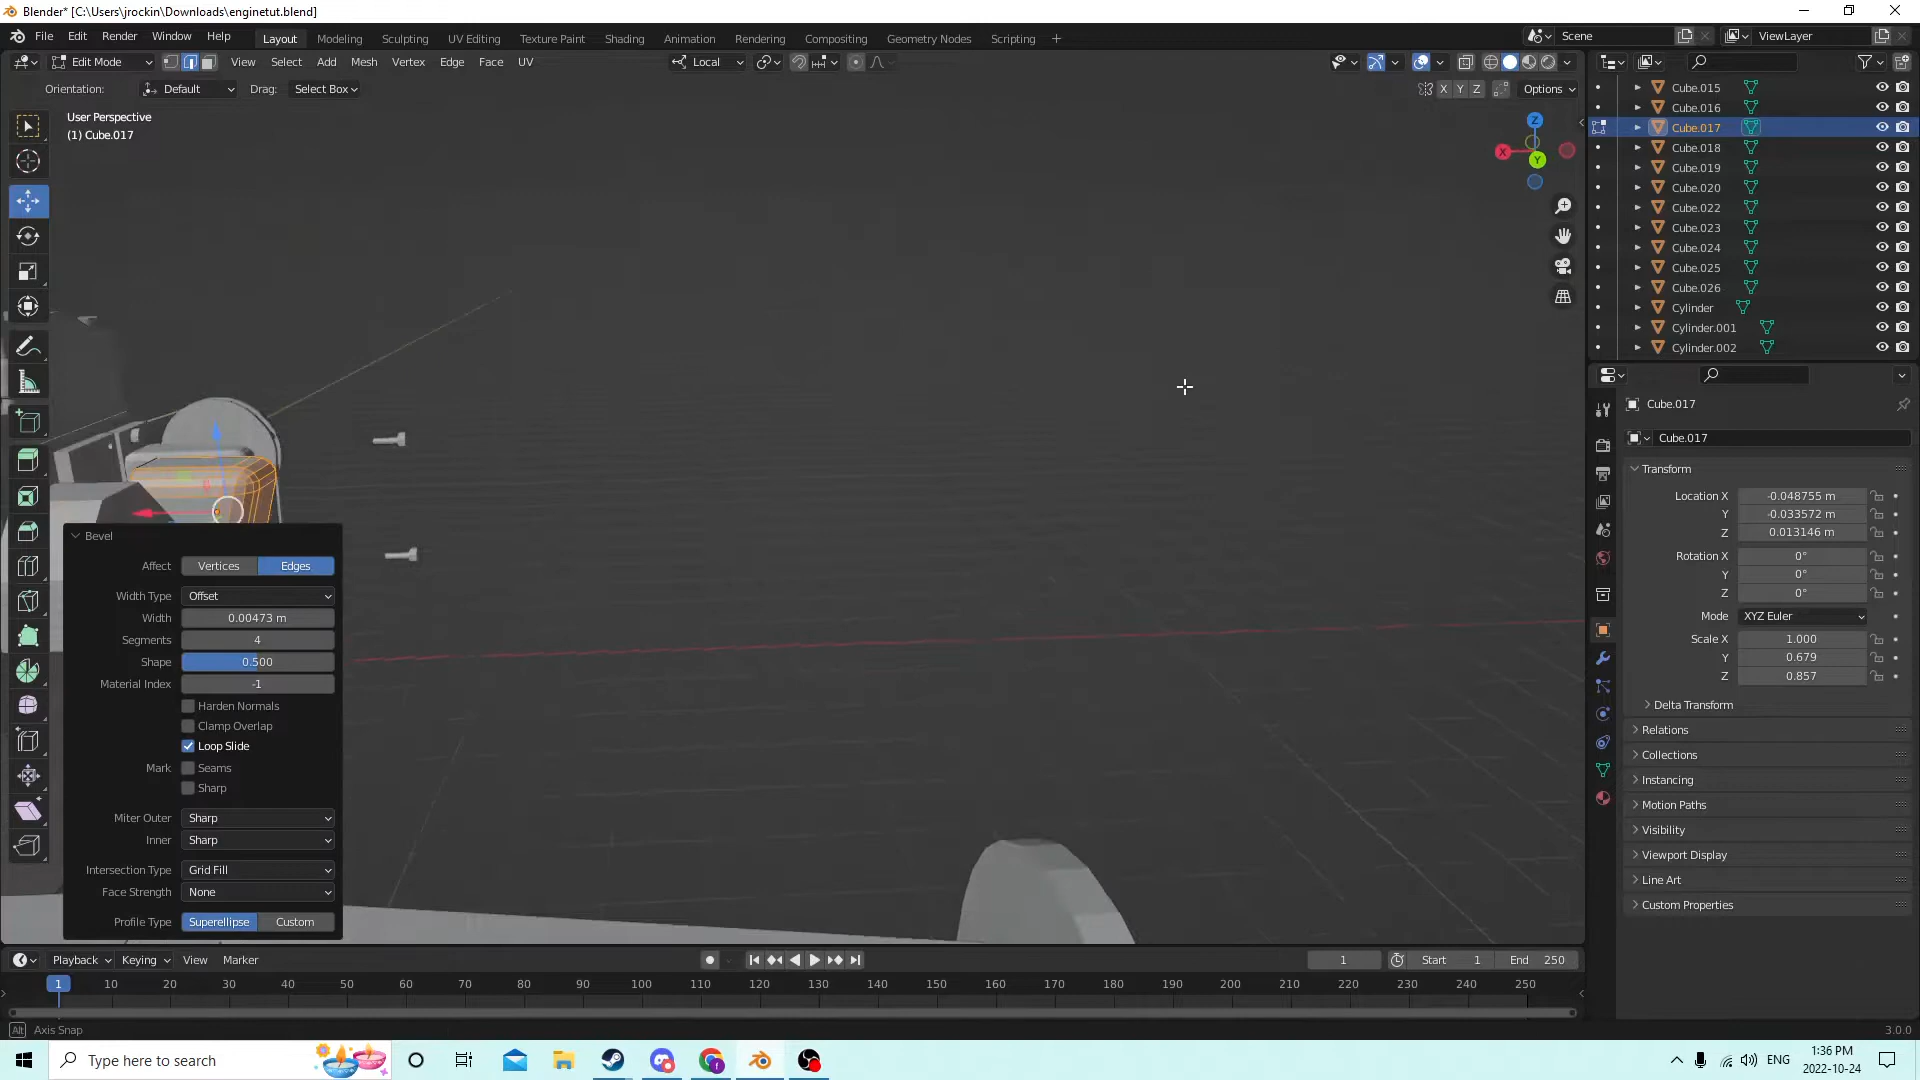 Blender* [C:\Users\jrockin\Downloads\enginetut.blend]
File Edit Render Window Help Layout Modeling Sculpting UV Editing Texture Paint Shading Animation Rendering Compositing Geometry Nodes Scripting + Scene ViewLayer
Edit Mode View Select Add Mesh Vertex Edge Face UV Local
Orientation: Default Drag: Select Box X Y Z Options
User Perspective
(1) Cube.017
Z
X
Y
Cube.015
Cube.016
Cube.017
Cube.018
Cube.019
Cube.020
Cube.022
Cube.023
Cube.024
Cube.025
Cube.026
Cylinder
Cylinder.001
Cylinder.002
Cube.017
Cube.017
Transform
Location X -0.048755 m
Y -0.033572 m
Z 0.013146 m
Rotation X 0°
Y 0°
Z 0°
Mode XYZ Euler
Scale X 1.000
Y 0.679
Z 0.857
Delta Transform
Relations
Collections
Instancing
Motion Paths
Visibility
Viewport Display
Line Art
Custom Properties
Bevel
Affect Vertices Edges
Width Type Offset
Width 0.00473 m
Segments 4
Shape 0.500
Material Index -1
Harden Normals
Clamp Overlap
Loop Slide
Mark Seams
Sharp
Miter Outer Sharp
Inner Sharp
Intersection Type Grid Fill
Face Strength None
Profile Type Superellipse Custom
Playback Keying View Marker 1 Start 1 End 250
1 10 20 30 40 50 60 70 80 90 100 110 120 130 140 150 160 170 180 190 200 210 220 230 240 250
Alt Axis Snap 3.0.0
Type here to search
ENG
1:36 PM
2022-10-24